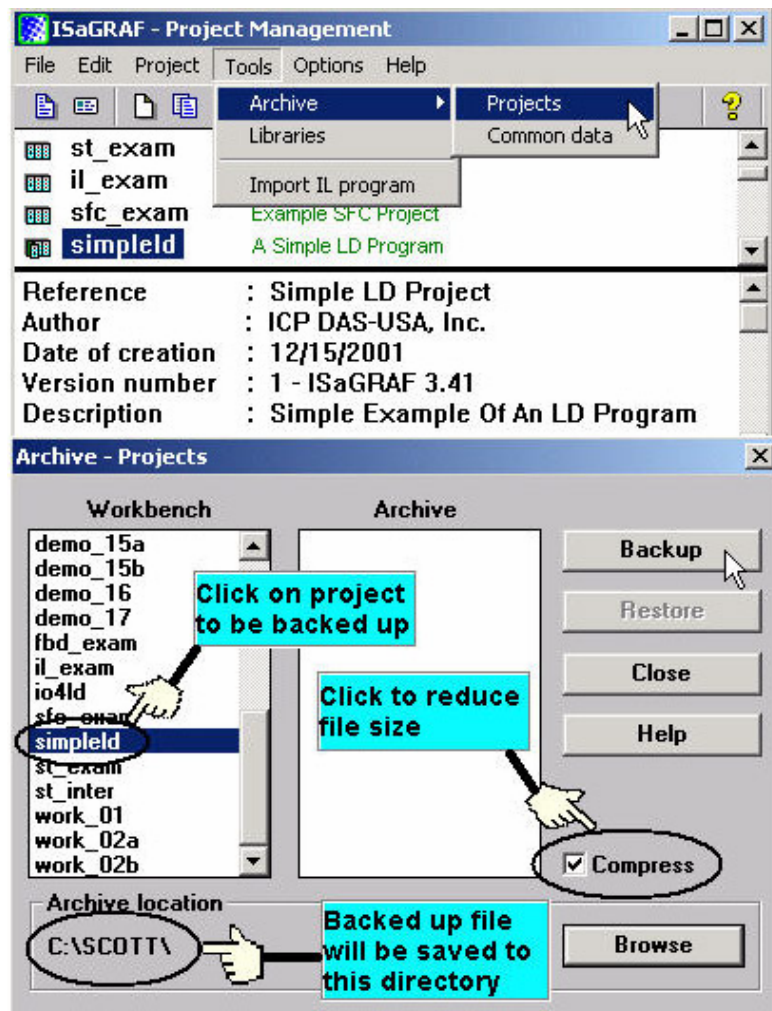 ISaGRAF - Project Management
File Edit Project Tools Options Help
Archive
Projects
Libraries
Common data
Import IL program
st_exam
il_exam
sfc_exam Example SFC Project
simpleld A Simple LD Program
Reference : Simple LD Project
Author : ICP DAS-USA, Inc.
Date of creation : 12/15/2001
Version number : 1 - ISaGRAF 3.41
Description : Simple Example Of An LD Program
Archive - Projects
Workbench
Archive
demo_15a
demo_15b
demo_16
demo_17
fbd_exam
il_exam
io4ld
sfc_exam
simpleld
st_exam
st_inter
work_01
work_02a
work_02b
Click on project
to be backed up
Click to reduce
file size
Backup
Restore
Close
Help
Compress
Archive location
C:\SCOTT\
Backed up file
will be saved to
this directory
Browse